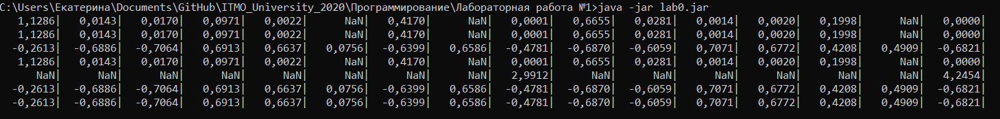 C:\Users\Екатерина\Documents\GitHub\ITMO_University_2020\Программирование\Лабораторная работа №1>java -jar lab0.jar
1,1286| 0,0143| 0,0170| 0,0971| 0,0022| NaN| 0,4170| NaN| 0,0001| 0,6655| 0,0281| 0,0014| 0,0020| 0,1998| NaN| 0,0000|
1,1286| 0,0143| 0,0170| 0,0971| 0,0022| NaN| 0,4170| NaN| 0,0001| 0,6655| 0,0281| 0,0014| 0,0020| 0,1998| NaN| 0,0000|
-0,2613| -0,6886| -0,7064| 0,6913| 0,6637| 0,0756| -0,6399| 0,6586| -0,4781| -0,6870| -0,6059| 0,7071| 0,6772| 0,4208| 0,4909| -0,6821|
1,1286| 0,0143| 0,0170| 0,0971| 0,0022| NaN| 0,4170| NaN| 0,0001| 0,6655| 0,0281| 0,0014| 0,0020| 0,1998| NaN| 0,0000|
NaN| NaN| NaN| NaN| NaN| NaN| NaN| NaN| 2,9912| NaN| NaN| NaN| NaN| NaN| NaN| 4,2454|
-0,2613| -0,6886| -0,7064| 0,6913| 0,6637| 0,0756| -0,6399| 0,6586| -0,4781| -0,6870| -0,6059| 0,7071| 0,6772| 0,4208| 0,4909| -0,6821|
-0,2613| -0,6886| -0,7064| 0,6913| 0,6637| 0,0756| -0,6399| 0,6586| -0,4781| -0,6870| -0,6059| 0,7071| 0,6772| 0,4208| 0,4909| -0,6821|